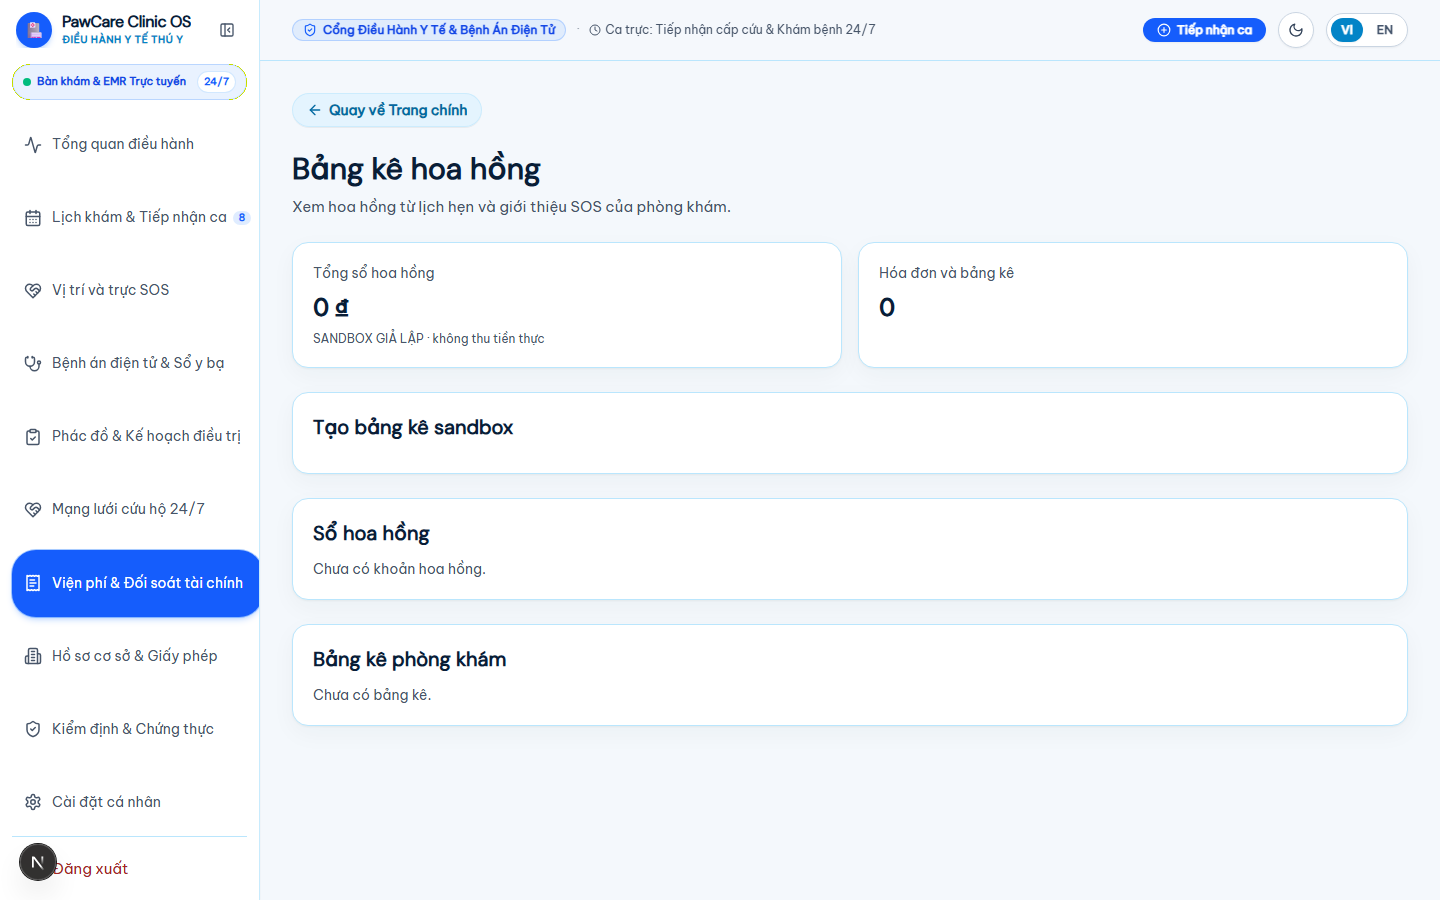 PawCare Clinic OS
ĐIỀU HÀNH Y TẾ THÚ Y
Bàn khám & EMR Trực tuyến 24/7
Tổng quan điều hành
Lịch khám & Tiếp nhận ca 8
Vị trí và trực SOS
Bệnh án điện tử & Sổ y bạ
Phác đồ & Kế hoạch điều trị
Mạng lưới cứu hộ 24/7
Viện phí & Đối soát tài chính
Hồ sơ cơ sở & Giấy phép
Kiểm định & Chứng thực
Cài đặt cá nhân
N
Đăng xuất
Cổng Điều Hành Y Tế & Bệnh Án Điện Tử · Ca trực: Tiếp nhận cấp cứu & Khám bệnh 24/7
Tiếp nhận ca
VI EN
Quay về Trang chính
Bảng kê hoa hồng
Xem hoa hồng từ lịch hẹn và giới thiệu SOS của phòng khám.
Tổng sổ hoa hồng
0 ₫
SANDBOX GIẢ LẬP · không thu tiền thực
Hóa đơn và bảng kê
0
Tạo bảng kê sandbox
Sổ hoa hồng
Chưa có khoản hoa hồng.
Bảng kê phòng khám
Chưa có bảng kê.